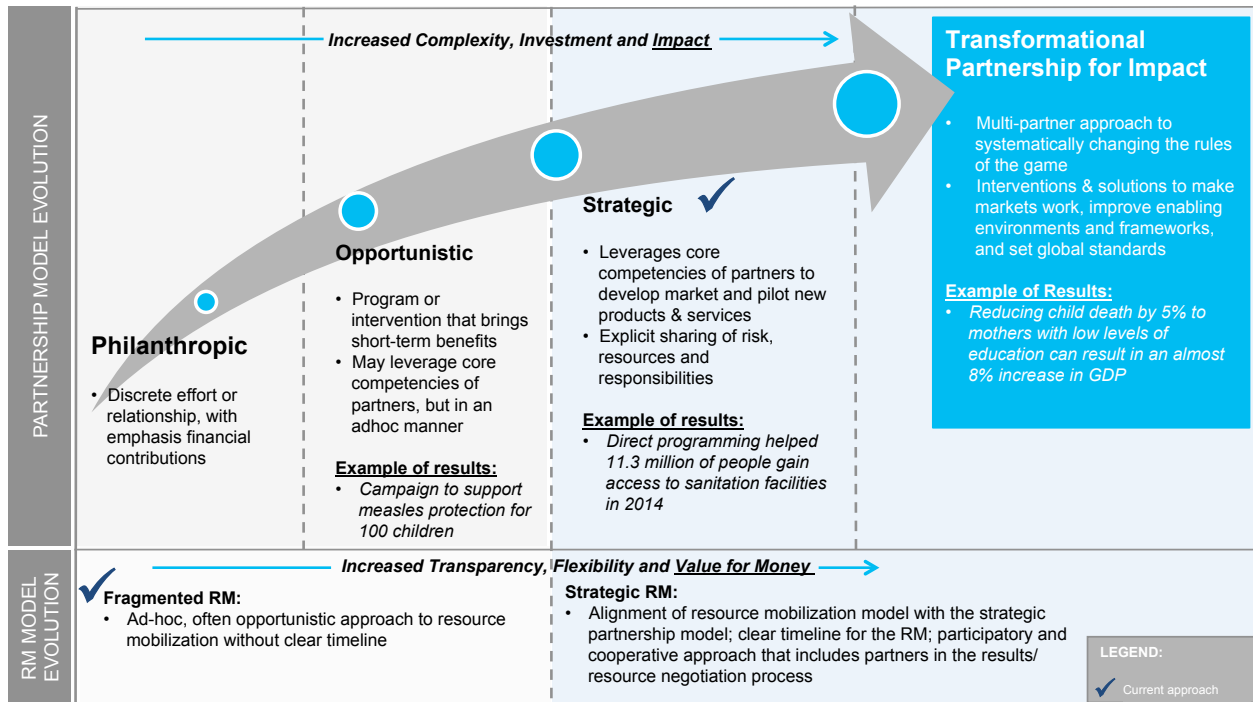 PARTNERSHIP MODEL EVOLUTION
Increased Complexity, Investment and Impact
Philanthropic
• Discrete effort or
relationship, with
emphasis financial
contributions
Opportunistic
• Program or
intervention that brings
short-term benefits
• May leverage core
competencies of
partners, but in an
adhoc manner
Example of results:
• Campaign to support
measles protection for
100 children
Strategic
• Leverages core
competencies of partners to
develop market and pilot new
products & services
• Explicit sharing of risk,
resources and
responsibilities
Example of results:
• Direct programming helped
11.3 million of people gain
access to sanitation facilities
in 2014
Transformational
Partnership for Impact
• Multi-partner approach to
systematically changing the rules
of the game
• Interventions & solutions to make
markets work, improve enabling
environments and frameworks,
and set global standards
Example of Results:
• Reducing child death by 5% to
mothers with low levels of
education can result in an almost
8% increase in GDP
RM MODEL
EVOLUTION
Increased Transparency, Flexibility and Value for Money
Fragmented RM:
• Ad-hoc, often opportunistic approach to resource
mobilization without clear timeline
Strategic RM:
• Alignment of resource mobilization model with the strategic
partnership model; clear timeline for the RM; participatory and
cooperative approach that includes partners in the results/
resource negotiation process
LEGEND:
Current approach